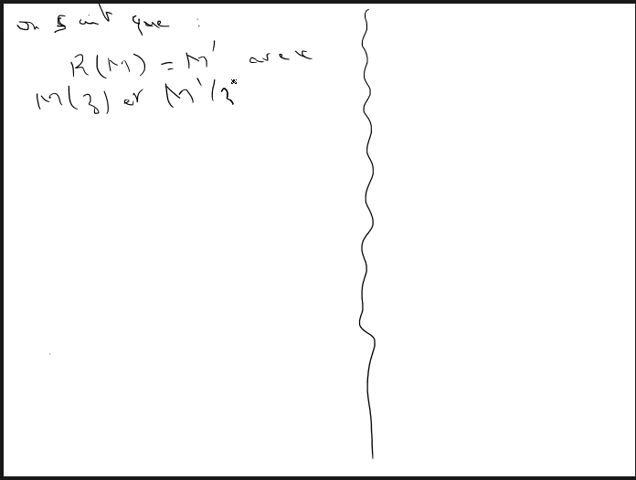 on sait que :
R(M) = M' avec
M(z) et M'(z